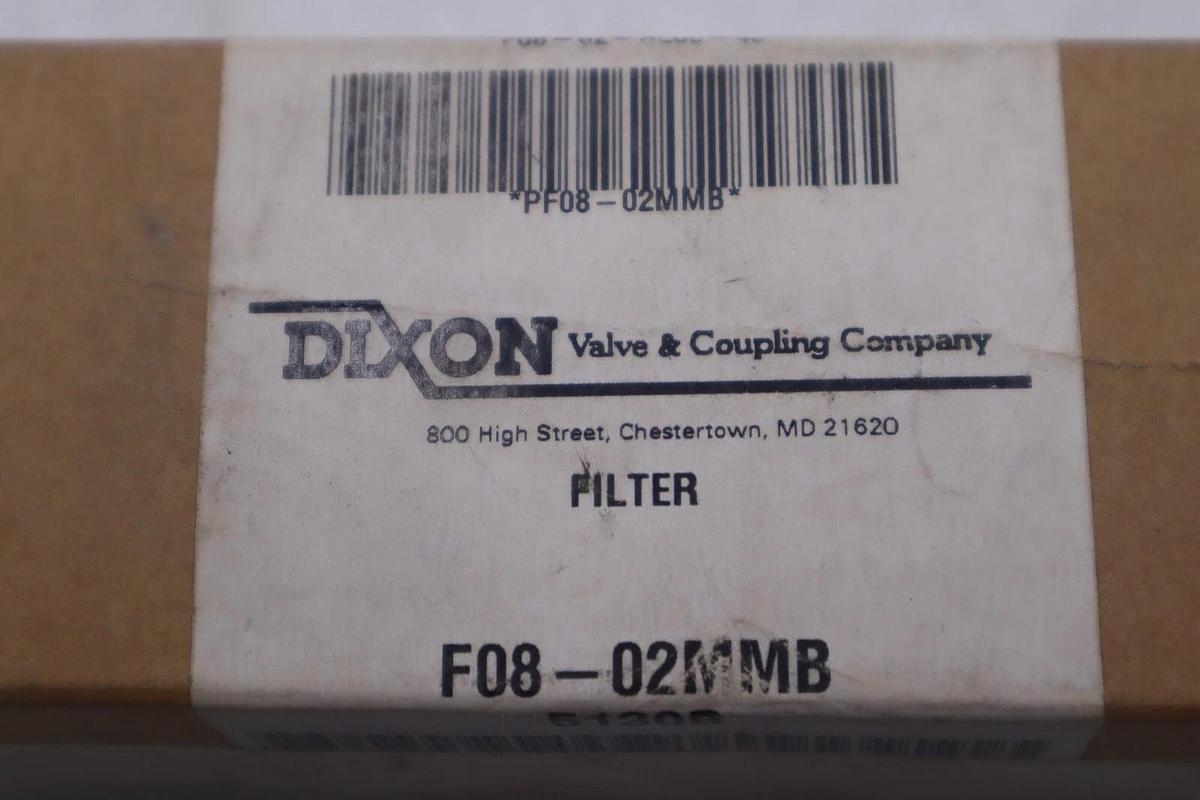 *PF08-02MMB*
DIXON Valve & Coupling Company
800 High Street, Chestertown, MD 21620
FILTER
F08-02MMB